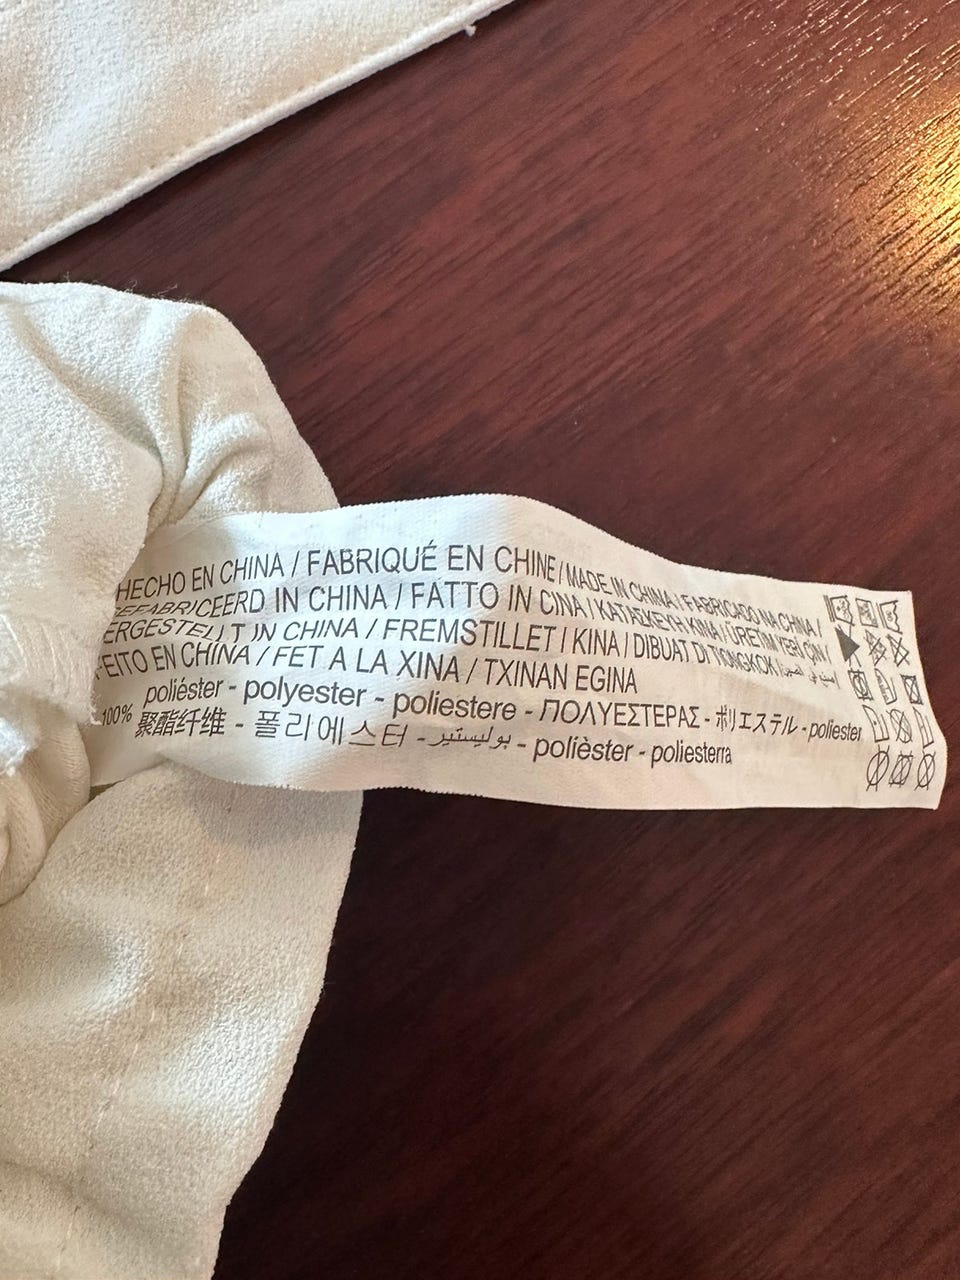 HECHO EN CHINA / FABRIQUÉ EN CHINE / MADE IN CHINA / FABRICADO NA CHINA /
GEFABRICEERD IN CHINA / FATTO IN CINA / ΚΑΤΑΣΚΕΥΗ ΚΙΝΑ / ÜRETİM YERİ ÇİN /
ERGESTELLT IN CHINA / FREMSTILLET I KINA / DIBUAT DI TIONGKOK /
FEITO EN CHINA / FET A LA XINA / TXINAN EGINA
100% poliéster - polyester - poliestere - ΠΟΛΥΕΣΤΕΡΑΣ - ポリエステル - poliester
聚酯纤维 - 폴리에스터 - بوليستير - polièster - poliesterra